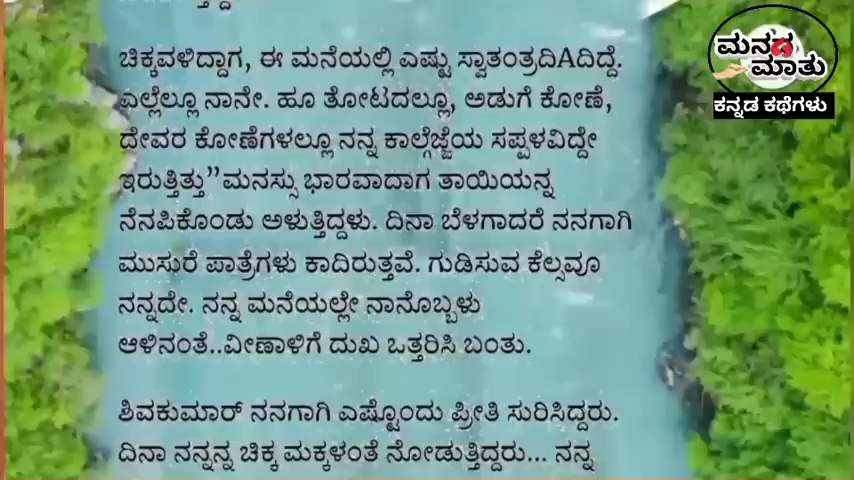 ಮನದ
ಮಾತು
ಕನ್ನಡ ಕಥೆಗಳು
ಚಿಕ್ಕವಳಿದ್ದಾಗ, ಈ ಮನೆಯಲ್ಲಿ ಎಷ್ಟು ಸ್ವಾತಂತ್ರದಿAದಿದ್ದೆ.
ಎಲ್ಲೆಲ್ಲೂ ನಾನೇ. ಹೂ ತೋಟದಲ್ಲೂ, ಅಡುಗೆ ಕೋಣೆ,
ದೇವರ ಕೋಣೆಗಳಲ್ಲೂ ನನ್ನ ಕಾಲ್ಗೆಜ್ಜೆಯ ಸಪ್ಪಳವಿದ್ದೇ
ಇರುತ್ತಿತ್ತು”ಮನಸ್ಸು ಭಾರವಾದಾಗ ತಾಯಿಯನ್ನ
ನೆನಪಿಕೊಂಡು ಅಳುತ್ತಿದ್ದಳು. ದಿನಾ ಬೆಳಗಾದರೆ ನನಗಾಗಿ
ಮುಸುರೆ ಪಾತ್ರೆಗಳು ಕಾದಿರುತ್ತವೆ. ಗುಡಿಸುವ ಕೆಲ್ಸವೂ
ನನ್ನದೇ. ನನ್ನ ಮನೆಯಲ್ಲೇ ನಾನೊಬ್ಬಳು
ಆಳಿನಂತೆ..ವೀಣಾಳಿಗೆ ದುಖ ಒತ್ತರಿಸಿ ಬಂತು.
ಶಿವಕುಮಾರ್ ನನಗಾಗಿ ಎಷ್ಟೊಂದು ಪ್ರೀತಿ ಸುರಿಸಿದ್ದರು.
ದಿನಾ ನನ್ನನ್ನ ಚಿಕ್ಕ ಮಕ್ಕಳಂತೆ ನೋಡುತ್ತಿದ್ದರು... ನನ್ನ